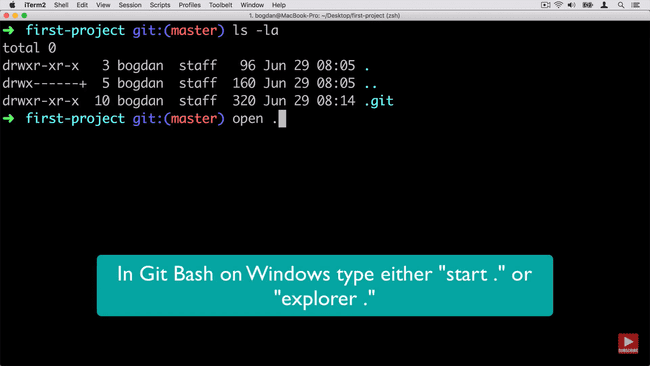 iTerm2 Shell Edit View Session Scripts Profiles Toolbelt Window Help
1. bogdan@MacBook-Pro: ~/Desktop/first-project (zsh)
➜ first-project git:(master) ls -la
total 0
drwxr-xr-x 3 bogdan staff 96 Jun 29 08:05 .
drwx------+ 5 bogdan staff 160 Jun 29 08:05 ..
drwxr-xr-x 10 bogdan staff 320 Jun 29 08:14 .git
➜ first-project git:(master) open .
In Git Bash on Windows type either "start ." or
"explorer ."
SUBSCRIBE